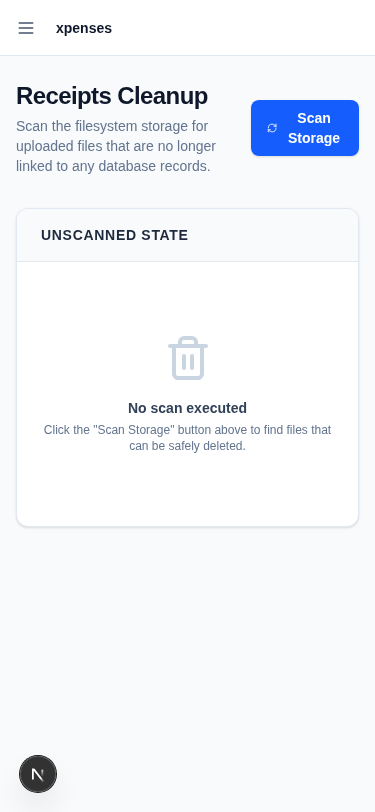 xpenses
Receipts Cleanup
Scan the filesystem storage for
uploaded files that are no longer
linked to any database records.
Scan
Storage
UNSCANNED STATE
No scan executed
Click the "Scan Storage" button above to find files that
can be safely deleted.
N